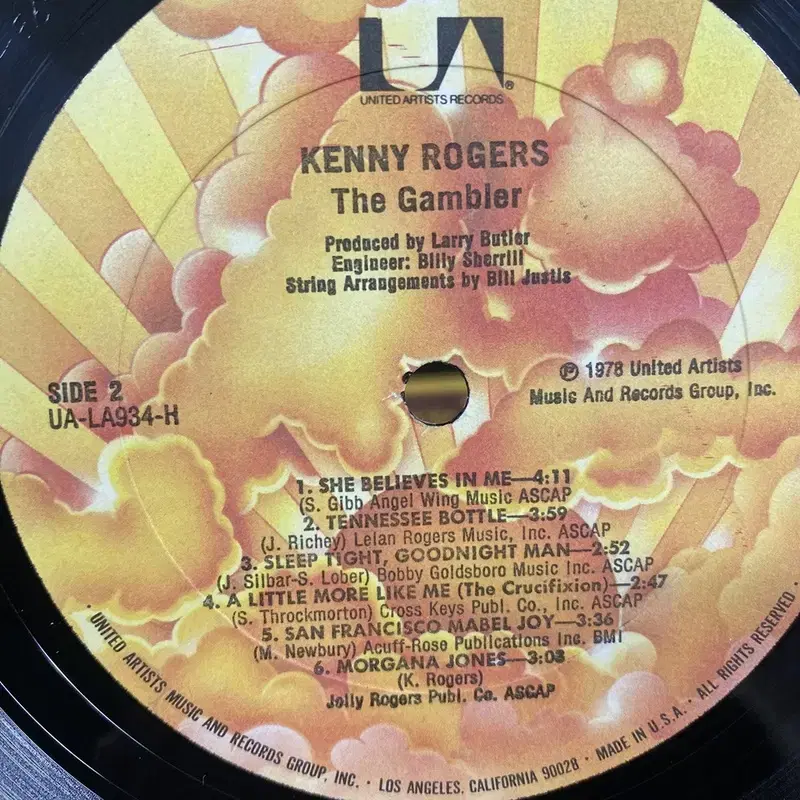 UA®
UNITED ARTISTS RECORDS
KENNY ROGERS
The Gambler
Produced by Larry Butler
Engineer: Billy Sherrill
String Arrangements by Bill Justis
SIDE 2
UA-LA934-H
℗ 1978 United Artists
Music And Records Group, Inc.
1. SHE BELIEVES IN ME—4:11
(S. Gibb Angel Wing Music ASCAP
2. TENNESSEE BOTTLE—3:59
(J. Richey) Lelan Rogers Music, Inc. ASCAP
3. SLEEP TIGHT, GOODNIGHT MAN—2:52
(J. Silbar-S. Lober) Bobby Goldsboro Music Inc. ASCAP
4. A LITTLE MORE LIKE ME (The Crucifixion)—2:47
(S. Throckmorton) Cross Keys Publ. Co., Inc. ASCAP
5. SAN FRANCISCO MABEL JOY—3:36
(M. Newbury) Acuff-Rose Publications Inc. BMI
6. MORGANA JONES—3:03
(K. Rogers)
Jolly Rogers Publ. Co. ASCAP
· UNITED ARTISTS MUSIC AND RECORDS GROUP, INC. · LOS ANGELES, CALIFORNIA 90028 · MADE IN U.S.A. · ALL RIGHTS RESERVED ·